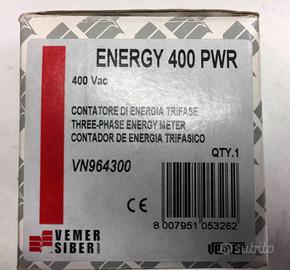 ENERGY 400 PWR
400 Vac
CONTATORE DI ENERGIA TRIFASE
THREE-PHASE ENERGY METER
CONTADOR DE ENERGIA TRIFASICO
VN964300
QTY.1
CE
8 007951 053262
VEMER
SIBER
subito